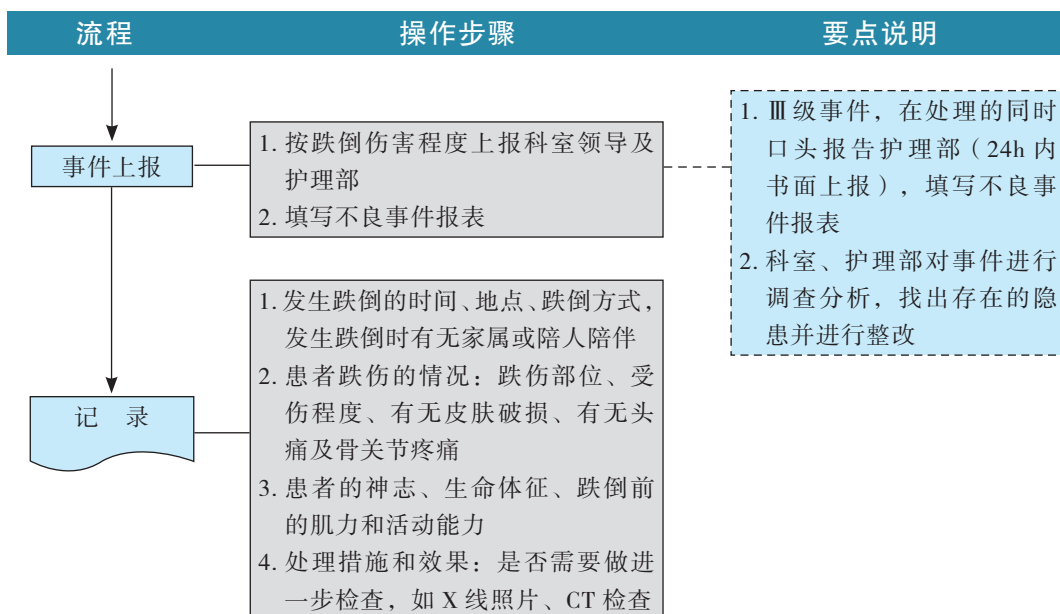 流程 操作步骤 要点说明
事件上报
1. 按跌倒伤害程度上报科室领导及
护理部
2. 填写不良事件报表
1. Ⅲ级事件，在处理的同时
口头报告护理部（24h 内
书面上报），填写不良事
件报表
2. 科室、护理部对事件进行
调查分析，找出存在的隐
患并进行整改
记 录
1. 发生跌倒的时间、地点、跌倒方式，
发生跌倒时有无家属或陪人陪伴
2. 患者跌伤的情况：跌伤部位、受
伤程度、有无皮肤破损、有无头
痛及骨关节疼痛
3. 患者的神志、生命体征、跌倒前
的肌力和活动能力
4. 处理措施和效果：是否需要做进
一步检查，如 X 线照片、CT 检查